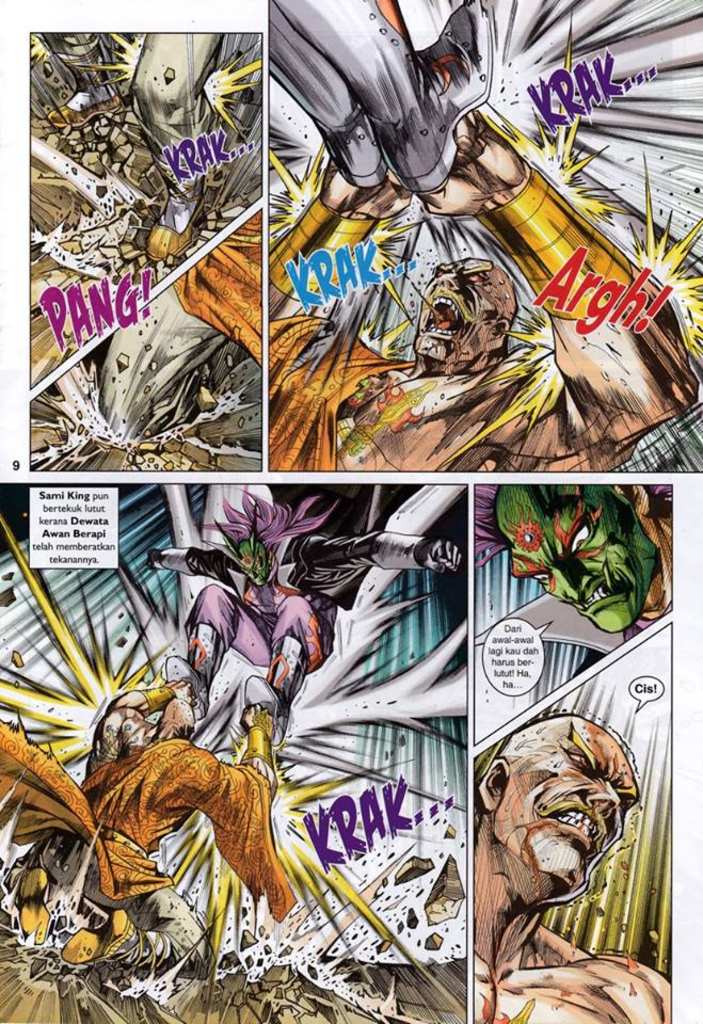 KRAK...
PANG!
KRAK...
KRAK...
Argh!
9
Sami King pun
bertekuk lutut
kerana Dewata
Awan Berapi
telah memberatkan
tekanannya.
KRAK...
Dari
awal-awal
lagi kau dah
harus ber-
lutut! Ha,
ha...
Cis!